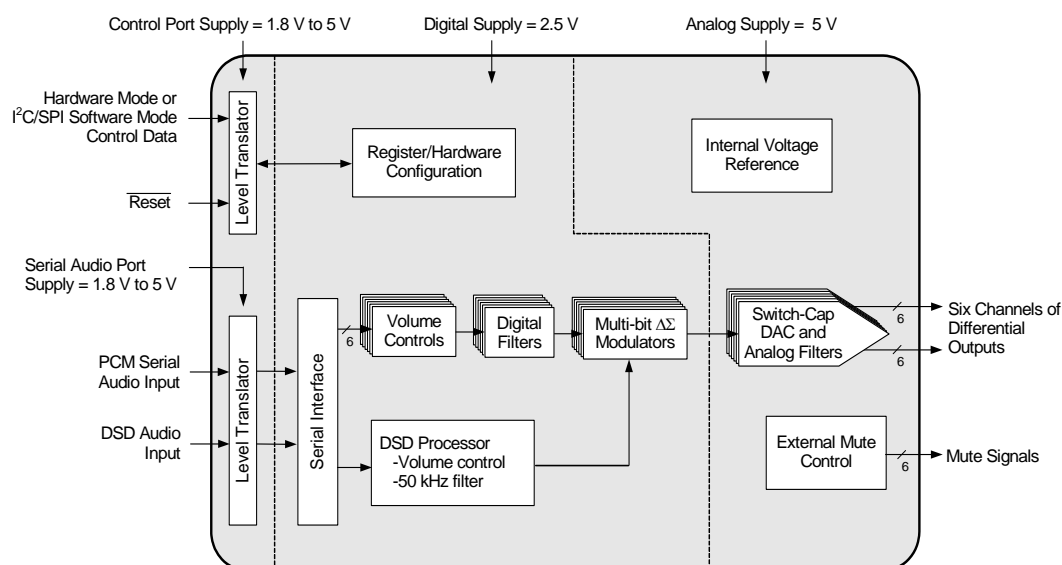 Control Port Supply = 1.8 V to 5 V
Digital Supply = 2.5 V
Analog Supply = 5 V
Hardware Mode or
I²C/SPI Software Mode
Control Data
Reset
Level Translator
Register/Hardware
Configuration
Internal Voltage
Reference
Serial Audio Port
Supply = 1.8 V to 5 V
PCM Serial
Audio Input
DSD Audio
Input
Level Translator
Serial Interface
6
Volume
Controls
Digital
Filters
Multi-bit ΔΣ
Modulators
Switch-Cap
DAC and
Analog Filters
6
6
Six Channels of
Differential
Outputs
DSD Processor
-Volume control
-50 kHz filter
External Mute
Control
6
Mute Signals